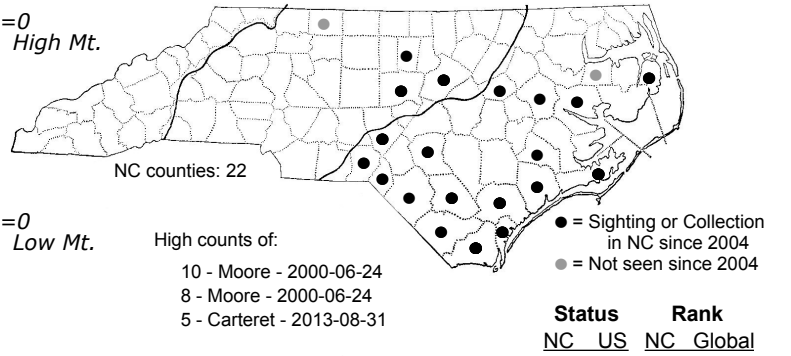 =0
High Mt.
NC counties: 22
=0
Low Mt.
High counts of:
10 - Moore - 2000-06-24
8 - Moore - 2000-06-24
5 - Carteret - 2013-08-31
= Sighting or Collection
in NC since 2004
= Not seen since 2004
Status Rank
NC US NC Global